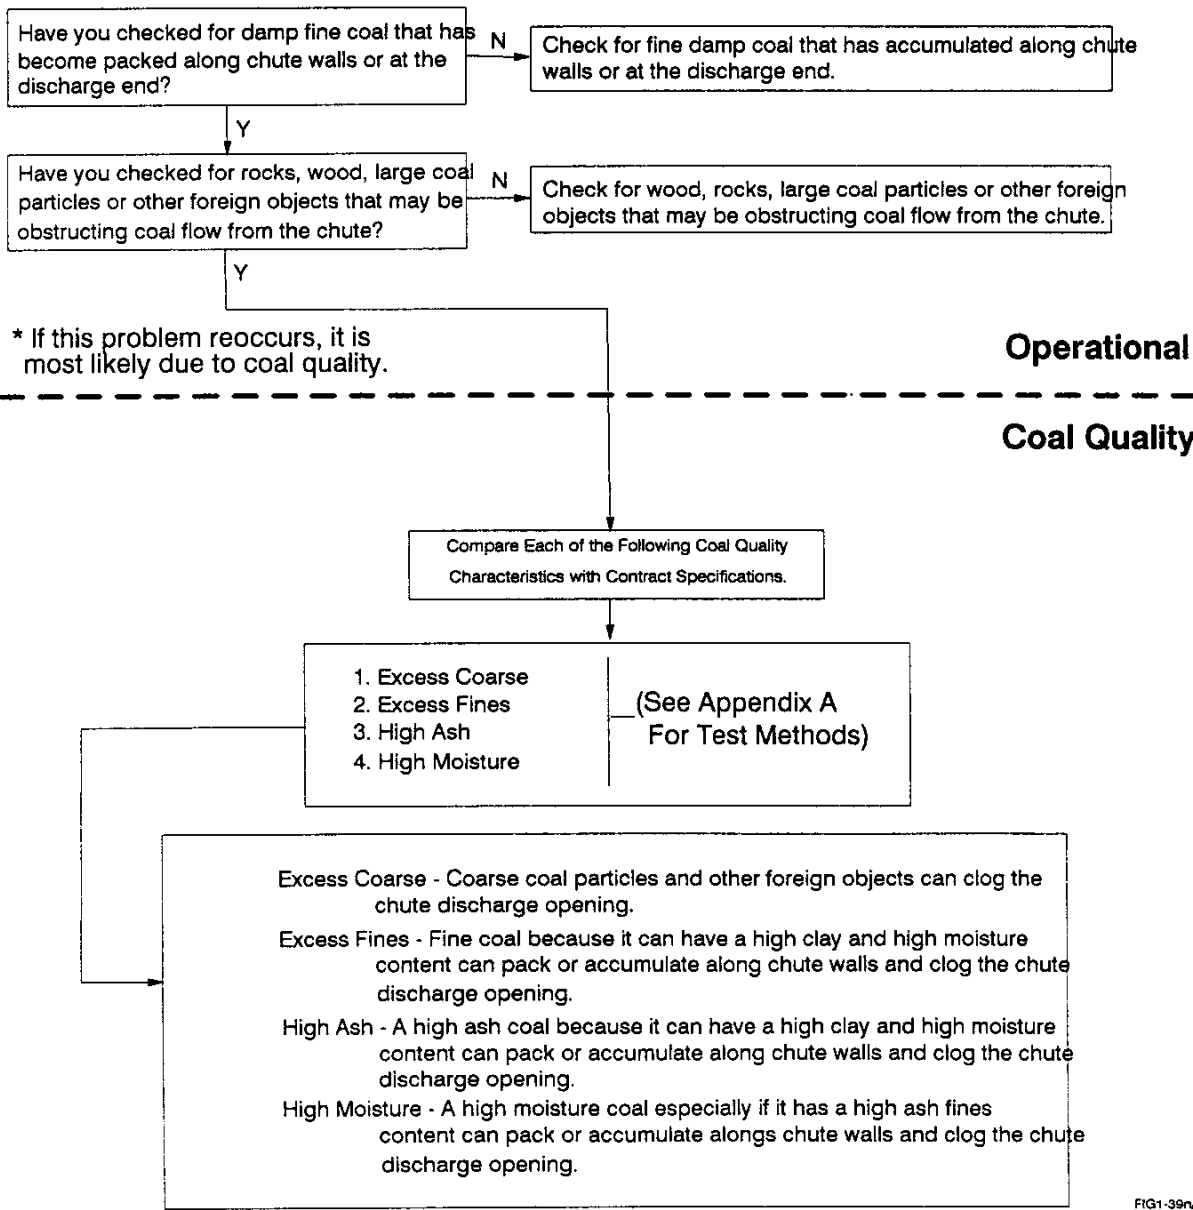 Have you checked for damp fine coal that has
become packed along chute walls or at the
discharge end?
N
Check for fine damp coal that has accumulated along chute
walls or at the discharge end.
Y
Have you checked for rocks, wood, large coal
particles or other foreign objects that may be
obstructing coal flow from the chute?
N
Check for wood, rocks, large coal particles or other foreign
objects that may be obstructing coal flow from the chute.
Y
* If this problem reoccurs, it is
most likely due to coal quality.
Operational
Coal Quality
Compare Each of the Following Coal Quality
Characteristics with Contract Specifications.
1. Excess Coarse
2. Excess Fines
3. High Ash
4. High Moisture
(See Appendix A
For Test Methods)
Excess Coarse - Coarse coal particles and other foreign objects can clog the
chute discharge opening.
Excess Fines - Fine coal because it can have a high clay and high moisture
content can pack or accumulate along chute walls and clog the chute
discharge opening.
High Ash - A high ash coal because it can have a high clay and high moisture
content can pack or accumulate along chute walls and clog the chute
discharge opening.
High Moisture - A high moisture coal especially if it has a high ash fines
content can pack or accumulate alongs chute walls and clog the chute
discharge opening.